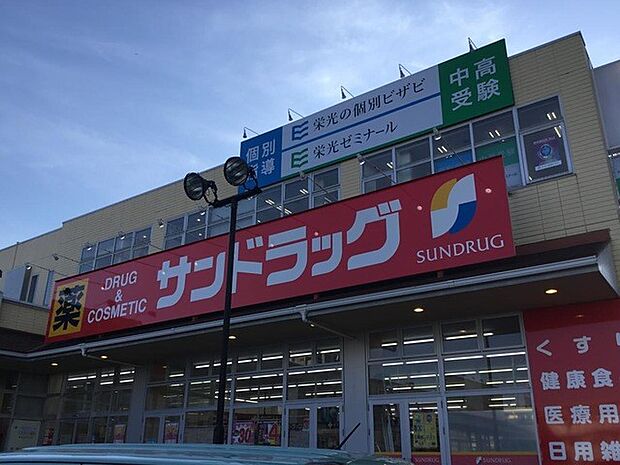 個別
指導
栄光の個別ビザビ
栄光ゼミナール
中高
受験
薬
DRUG
&
COSMETIC
サンドラッグ
SUNDRUG
くすり
健康食
医療用
日用雑